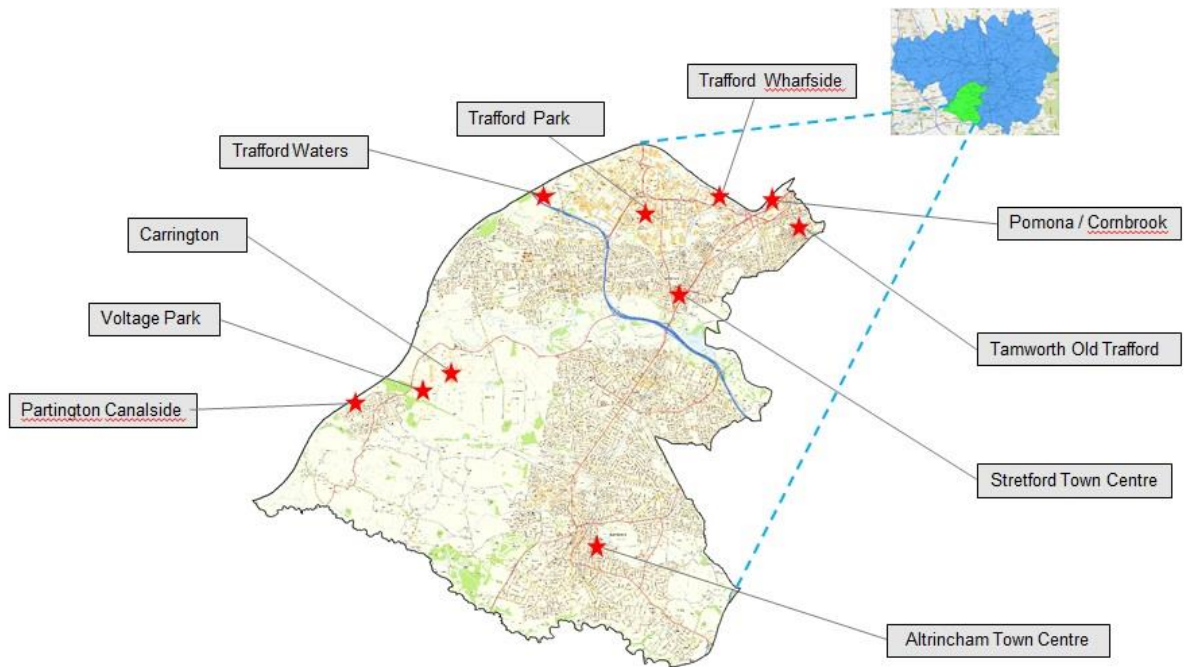 Trafford Wharfside
Trafford Park
Trafford Waters
Carrington
Pomona / Cornbrook
Voltage Park
Tamworth Old Trafford
Partington Canalside
Stretford Town Centre
Altrincham Town Centre